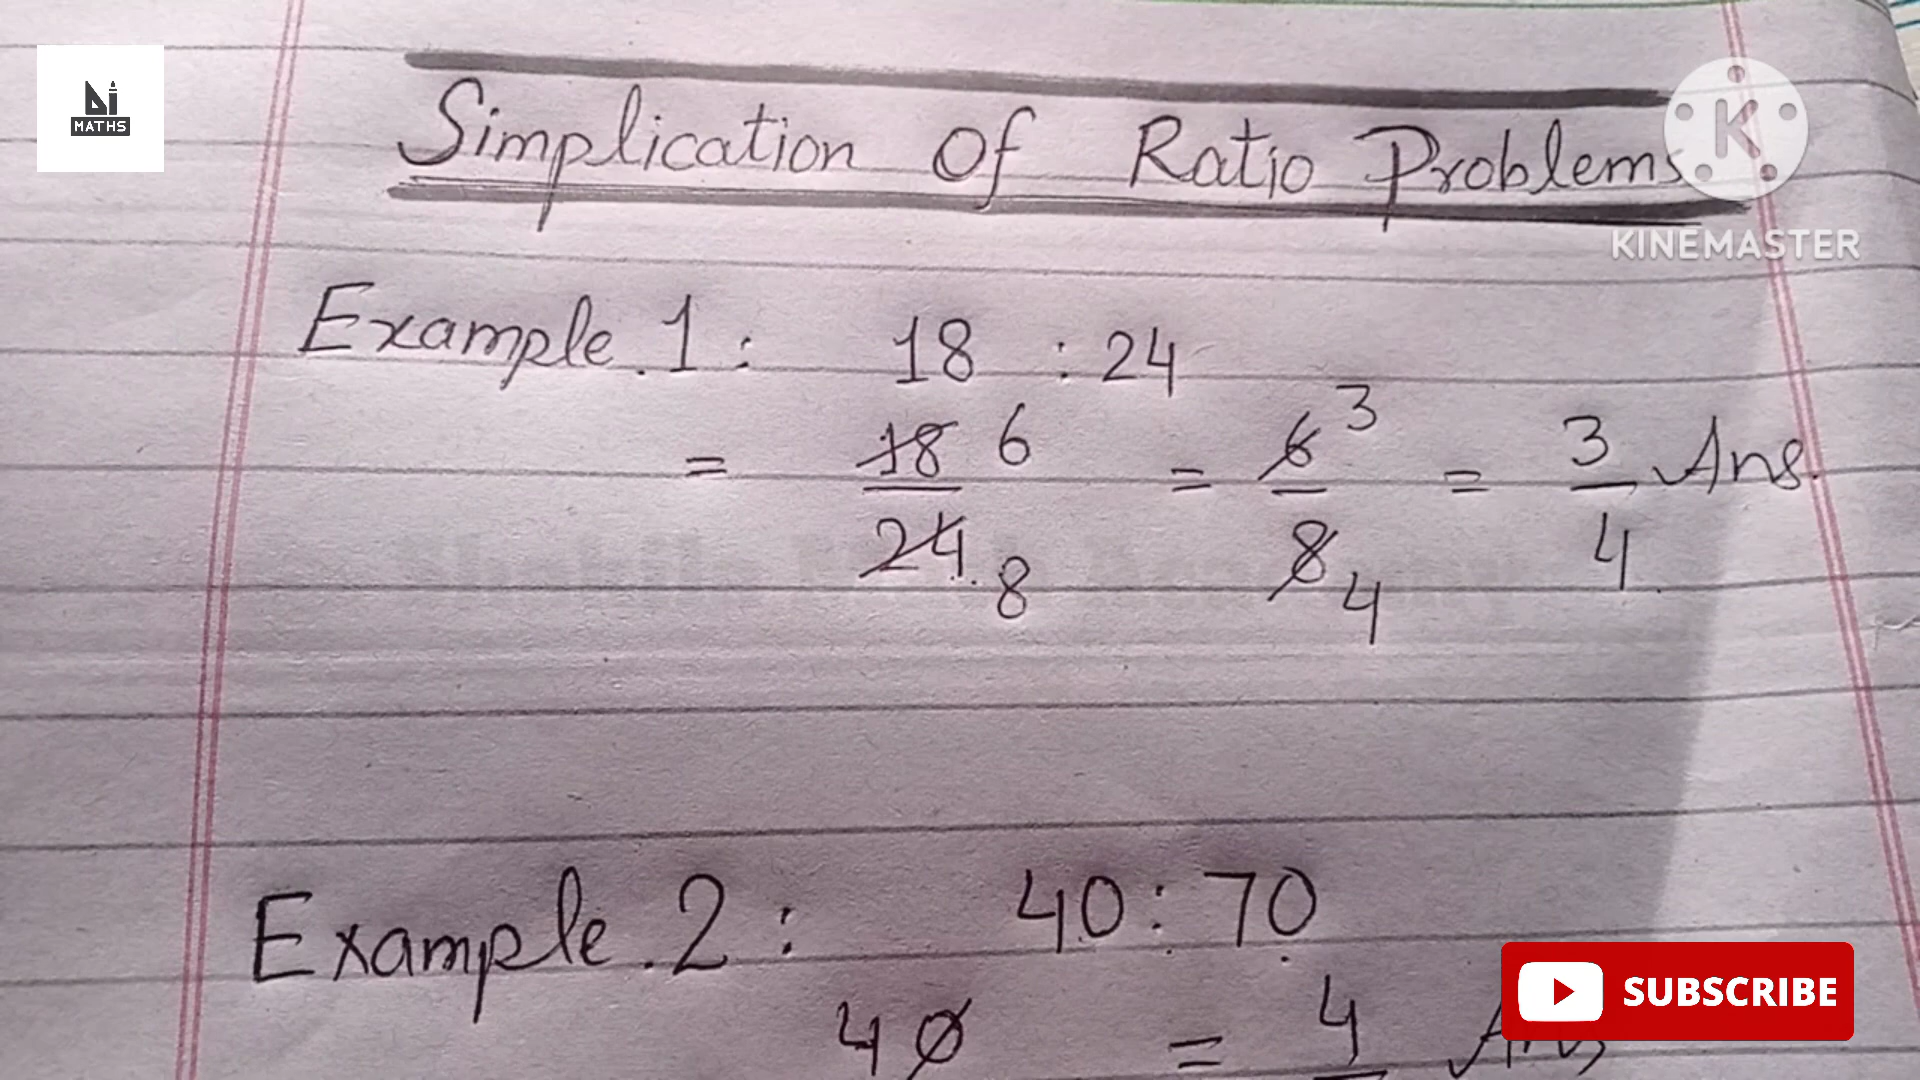 MATHS
Simplication Of Ratio Problems
KINEMASTER
Example.1: 18 : 24
= 18 6 = 6 3 = 3 Ans.
24 8 8 4 4
Example.2: 40:70
40 = 4 Ans
SUBSCRIBE